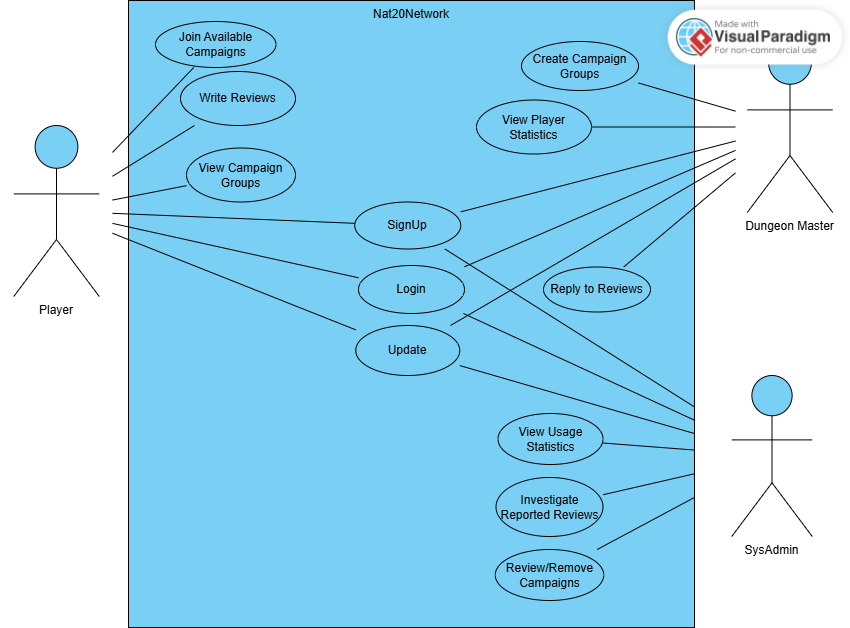 Nat20Network
Made with
Visual Paradigm
For non-commercial use
Join Available
Campaigns
Create Campaign
Groups
Write Reviews
View Player
Statistics
View Campaign
Groups
SignUp
Dungeon Master
Login
Reply to Reviews
Player
Update
View Usage
Statistics
Investigate
Reported Reviews
SysAdmin
Review/Remove
Campaigns